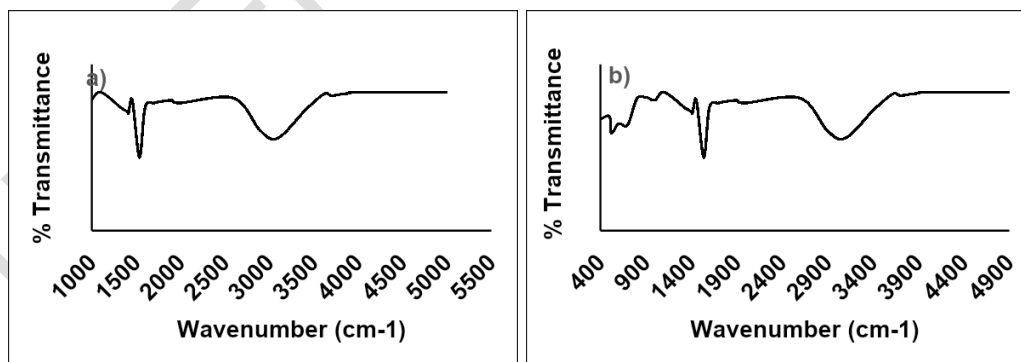 a)
% Transmittance
1000 1500 2000 2500 3000 3500 4000 4500 5000 5500
Wavenumber (cm-1)
b)
% Transmittance
400 900 1400 1900 2400 2900 3400 3900 4400 4900
Wavenumber (cm-1)